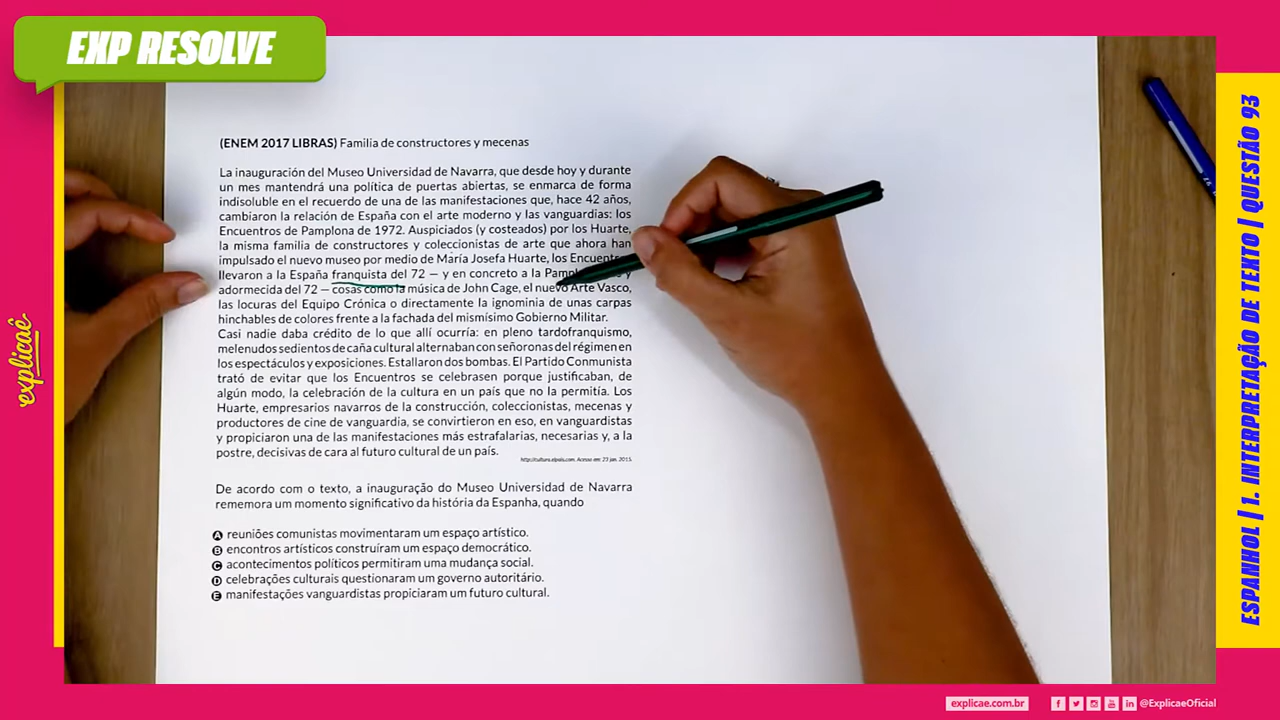 EXP RESOLVE
(ENEM 2017 LIBRAS) Familia de constructores y mecenas
La inauguración del Museo Universidad de Navarra, que desde hoy y durante
un mes mantendrá una política de puertas abiertas, se enmarca de forma
indisoluble en el recuerdo de una de las manifestaciones que, hace 42 años,
cambiaron la relación de España con el arte moderno y las vanguardias: los
Encuentros de Pamplona de 1972. Auspiciados (y costeados) por los Huarte,
la misma familia de constructores y coleccionistas de arte que ahora han
impulsado el nuevo museo por medio de María Josefa Huarte, los Encuentros
llevaron a la España franquista del 72 — y en concreto a la y
adormecida del 72 — cosas como la música de John Cage, el nuevo Arte Vasco,
las locuras del Equipo Crónica o directamente la ignominia de unas carpas
hinchables de colores frente a la fachada del mismísimo Gobierno Militar.
Casi nadie daba crédito de lo que allí ocurría: en pleno tardofranquismo,
melenudos sedientos de caña cultural alternaban con señoronas del régimen en
los espectáculos y exposiciones. Estallaron dos bombas. El Partido Conmunista
trató de evitar que los Encuentros se celebrasen porque justificaban, de
algún modo, la celebración de la cultura en un país que no la permitía. Los
Huarte, empresarios navarros de la construcción, coleccionistas, mecenas y
productores de cine de vanguardia, se convirtieron en eso, en vanguardistas
y propiciaron una de las manifestaciones más estrafalarias, necesarias y, a la
postre, decisivas de cara al futuro cultural de un país.
http://cultura.elpais.com. Acesso em: 23 jan. 2015.
De acordo com o texto, a inauguração do Museo Universidad de Navarra
rememora um momento significativo da história da Espanha, quando
A reuniões comunistas movimentaram um espaço artístico.
B encontros artísticos construíram um espaço democrático.
C acontecimentos políticos permitiram uma mudança social.
D celebrações culturais questionaram um governo autoritário.
E manifestações vanguardistas propiciaram um futuro cultural.
explicaê
ESPANHOL | 1. INTERPRETAÇÃO DE TEXTO | QUESTÃO 93
explicae.com.br
@ExplicaeOficial